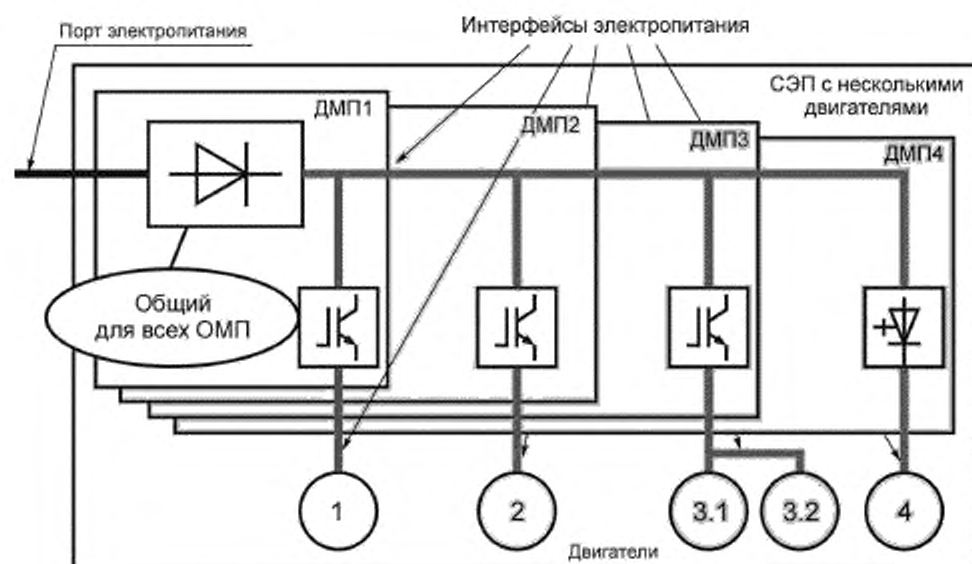 Порт электропитания
Интерфейсы электропитания
СЭП с несколькими
двигателями
ДМП1
ДМП2
ДМП3
ДМП4
Общий
для всех ОМП
1
2
3.1
3.2
4
Двигатели